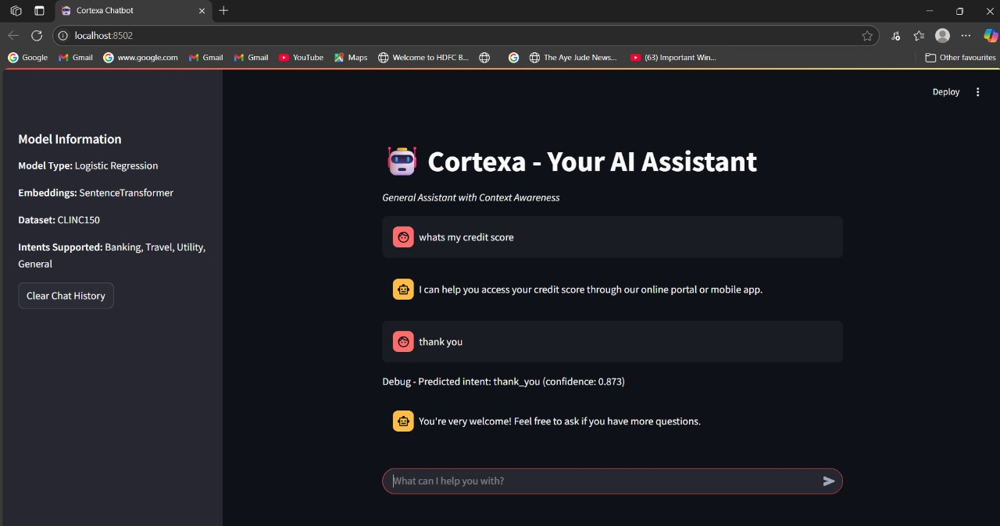 Cortexa Chatbot
localhost:8502
Google Gmail www.google.com Gmail Gmail YouTube Maps Welcome to HDFC B... The Aye Jude News... (63) Important Win... Other favourites
Deploy
Model Information
Model Type: Logistic Regression
Embeddings: SentenceTransformer
Dataset: CLINC150
Intents Supported: Banking, Travel, Utility,
General
Clear Chat History
Cortexa - Your AI Assistant
General Assistant with Context Awareness
whats my credit score
I can help you access your credit score through our online portal or mobile app.
thank you
Debug - Predicted intent: thank_you (confidence: 0.873)
You're very welcome! Feel free to ask if you have more questions.
What can I help you with?